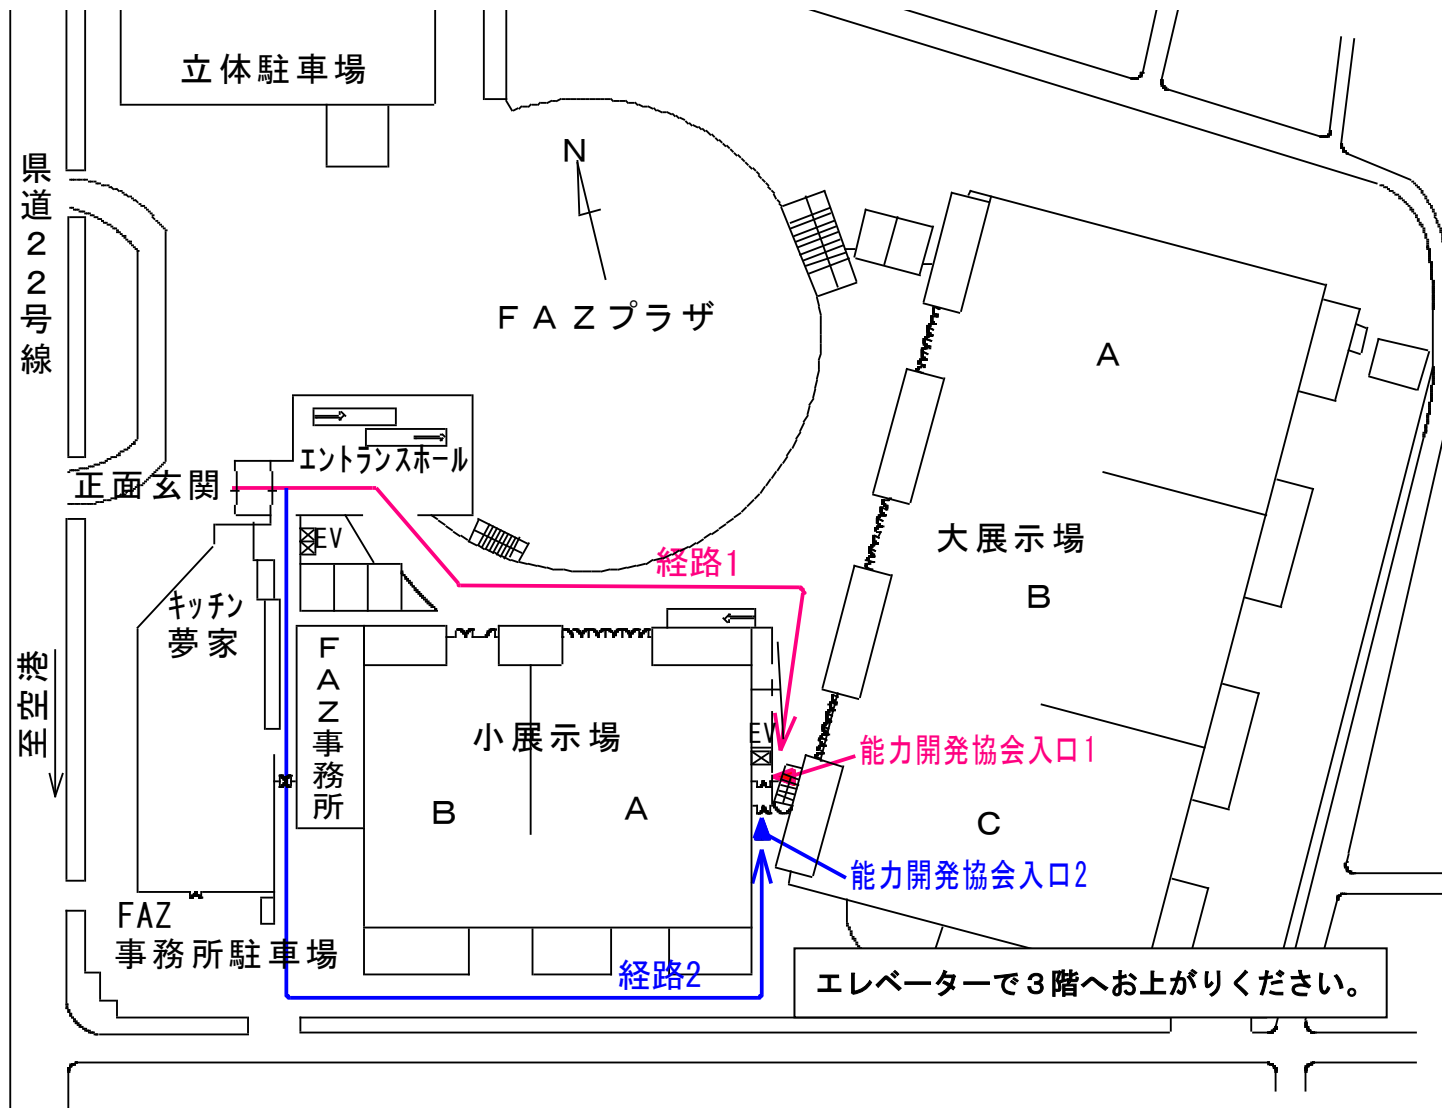 立体駐車場
県道２２号線
N
ＦＡＺプラザ
A
エントランスホール
正面玄関
EV
経路1
大展示場
B
キッチン
夢家
ＦＡＺ事務所
至空港
小展示場
EV
能力開発協会入口1
B
A
C
能力開発協会入口2
FAZ
事務所駐車場
経路2
エレベーターで３階へお上がりください。